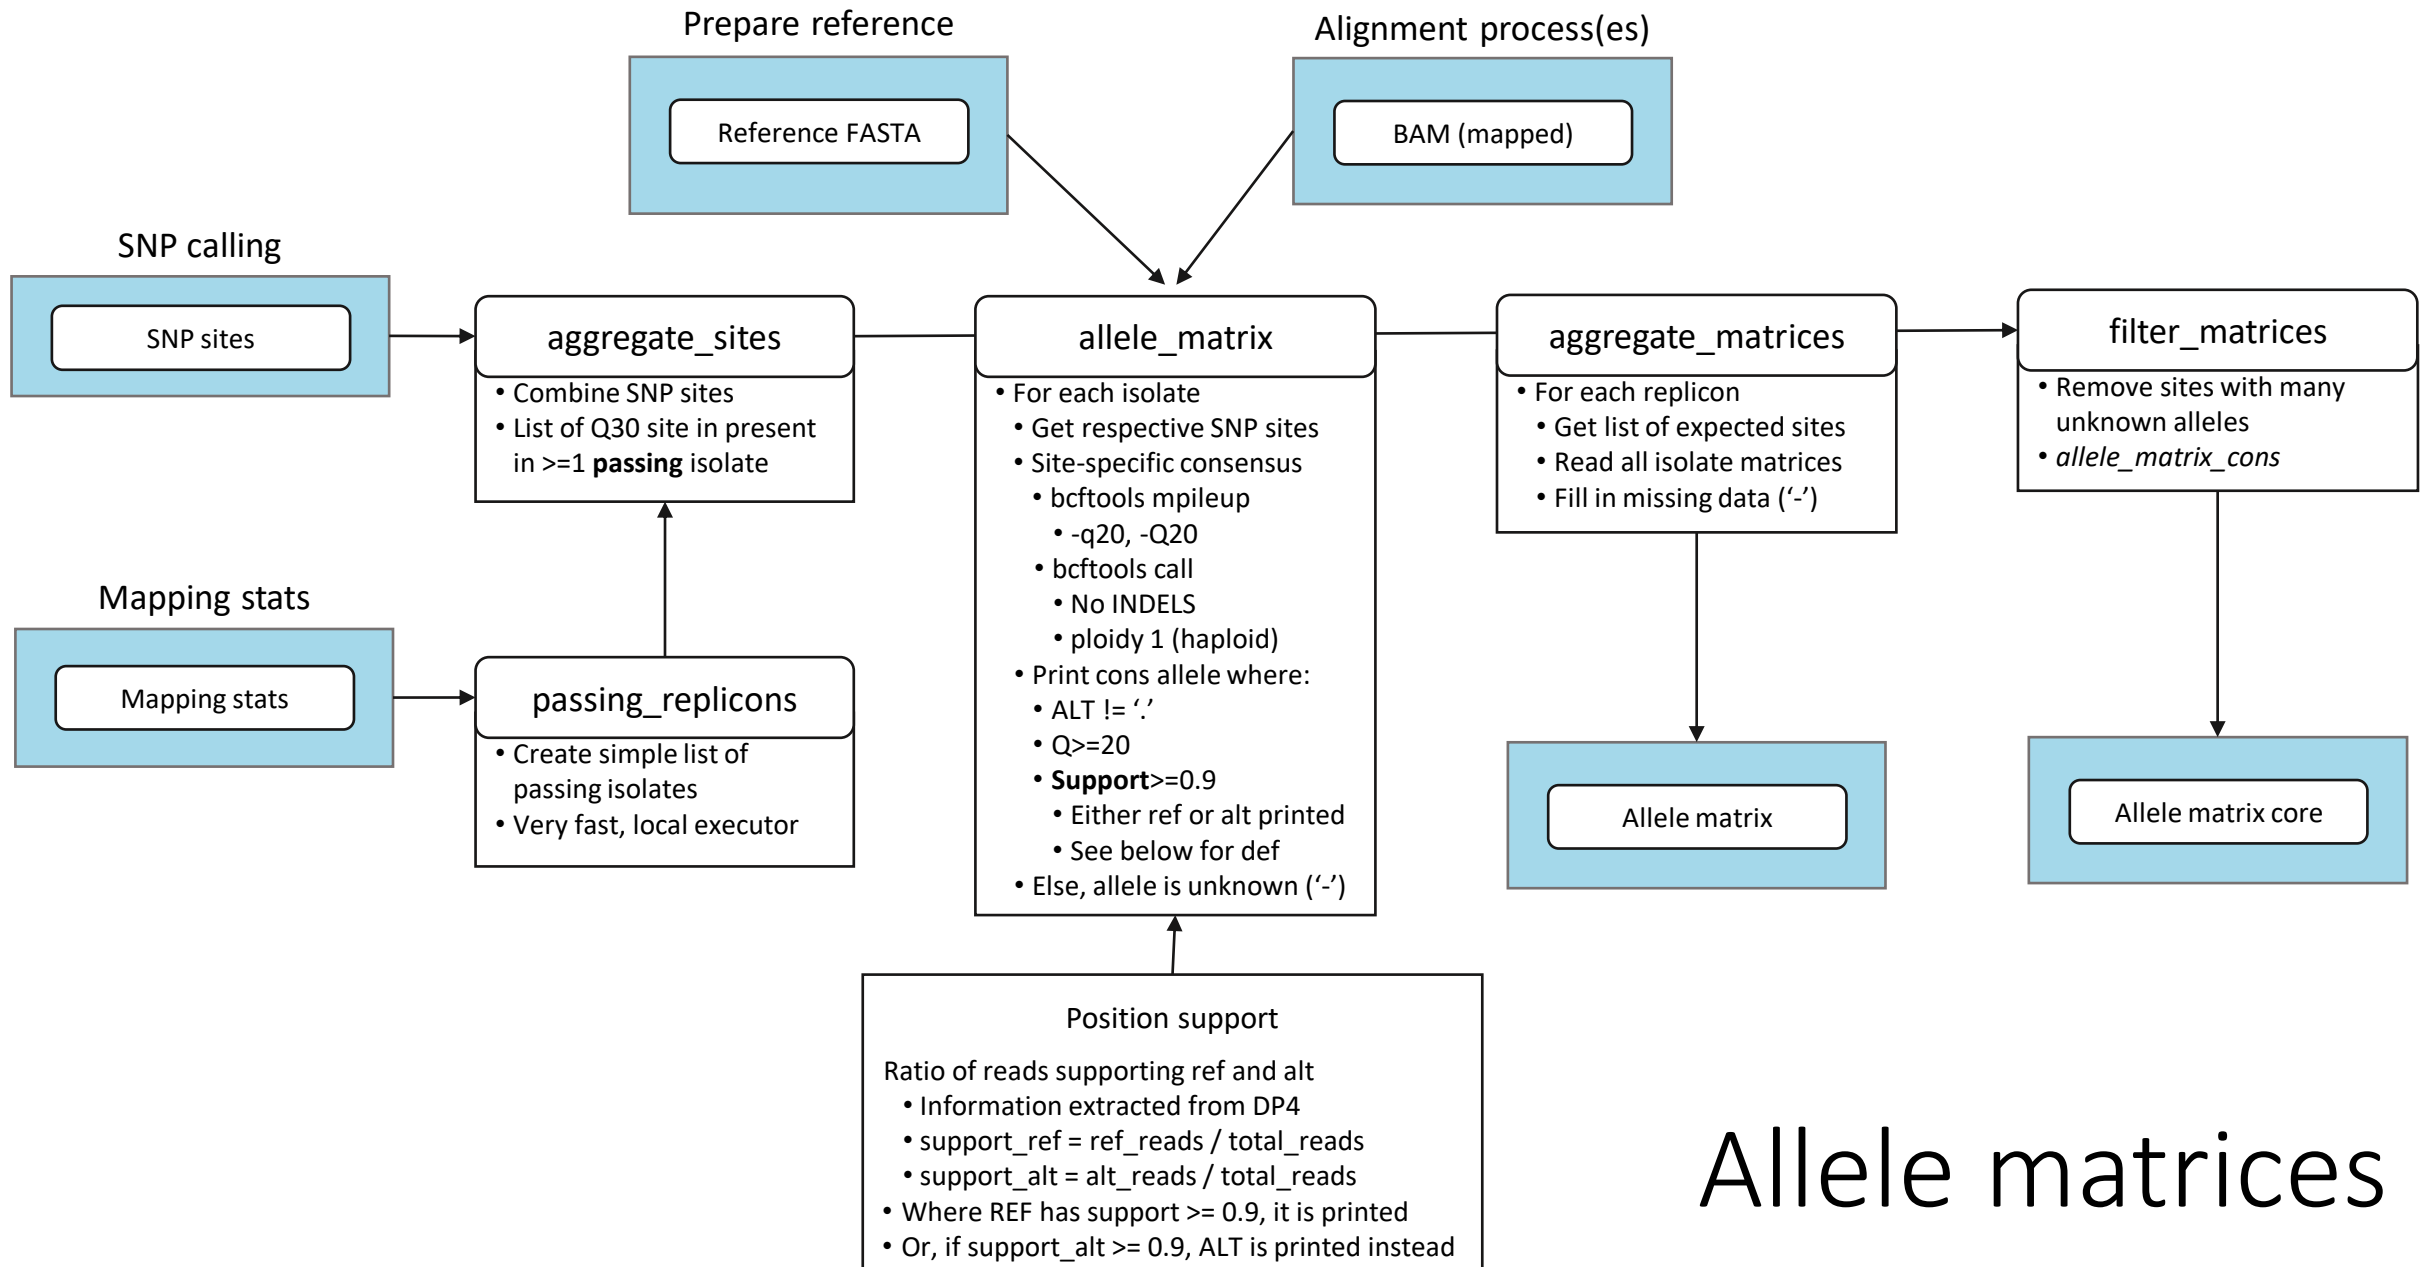 Prepare reference
Reference FASTA
Alignment process(es)
BAM (mapped)
SNP calling
SNP sites
Mapping stats
Mapping stats
aggregate_sites
• Combine SNP sites
• List of Q30 site in present
in >=1 passing isolate
passing_replicons
• Create simple list of
passing isolates
• Very fast, local executor
allele_matrix
• For each isolate
• Get respective SNP sites
• Site-specific consensus
• bcftools mpileup
• -q20, -Q20
• bcftools call
• No INDELS
• ploidy 1 (haploid)
• Print cons allele where:
• ALT != ‘.’
• Q>=20
• Support>=0.9
• Either ref or alt printed
• See below for def
• Else, allele is unknown (‘-’)
Position support
Ratio of reads supporting ref and alt
• Information extracted from DP4
• support_ref = ref_reads / total_reads
• support_alt = alt_reads / total_reads
• Where REF has support >= 0.9, it is printed
• Or, if support_alt >= 0.9, ALT is printed instead
aggregate_matrices
• For each replicon
• Get list of expected sites
• Read all isolate matrices
• Fill in missing data (‘-’)
Allele matrix
filter_matrices
• Remove sites with many
unknown alleles
• allele_matrix_cons
Allele matrix core
Allele matrices